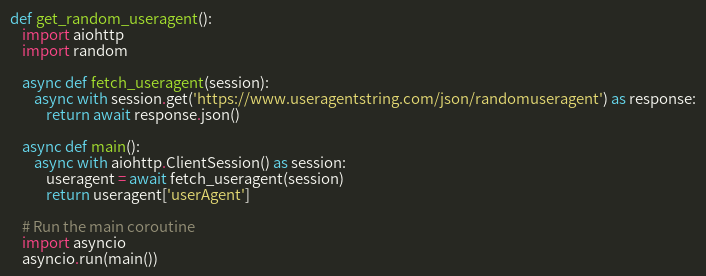 def get_random_useragent():
    import aiohttp
    import random

    async def fetch_useragent(session):
        async with session.get('https://www.useragentstring.com/json/randomuseragent') as response:
            return await response.json()

    async def main():
        async with aiohttp.ClientSession() as session:
            useragent = await fetch_useragent(session)
            return useragent['userAgent']

    # Run the main coroutine
    import asyncio
    asyncio.run(main())